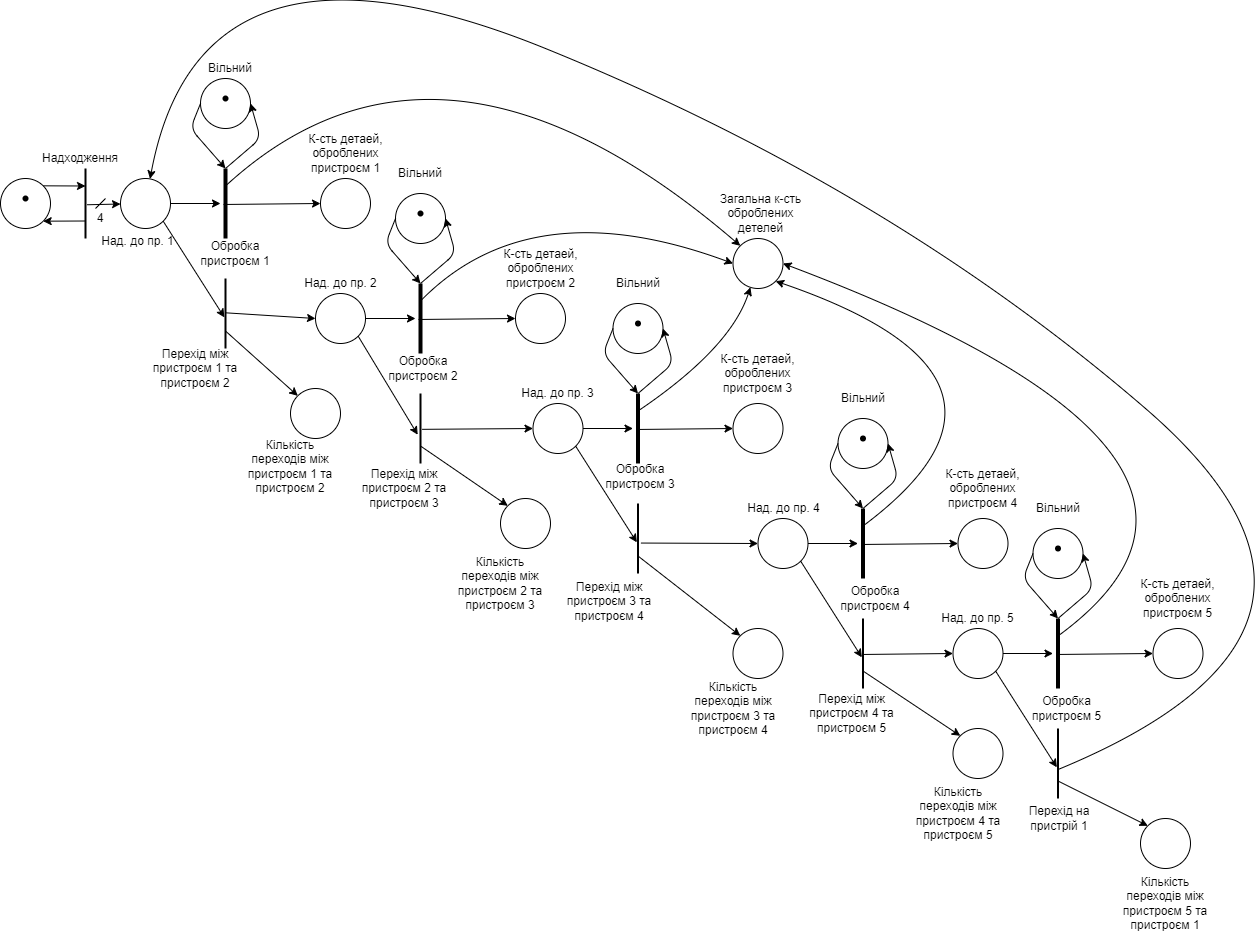 Вільний
Надходження
4
Над. до пр. 1
К-сть детаей,
оброблених
пристроєм 1
Обробка
пристроєм 1
Вільний
Перехід між
пристроєм 1 та
пристроєм 2
Над. до пр. 2
К-сть детаей,
оброблених
пристроєм 2
Загальна к-сть
оброблених
детелей
Кількість
переходів між
пристроєм 1 та
пристроєм 2
Обробка
пристроєм 2
Вільний
Перехід між
пристроєм 2 та
пристроєм 3
Над. до пр. 3
К-сть детаей,
оброблених
пристроєм 3
Кількість
переходів між
пристроєм 2 та
пристроєм 3
Обробка
пристроєм 3
Вільний
Перехід між
пристроєм 3 та
пристроєм 4
Над. до пр. 4
К-сть детаей,
оброблених
пристроєм 4
Кількість
переходів між
пристроєм 3 та
пристроєм 4
Обробка
пристроєм 4
Вільний
Перехід між
пристроєм 4 та
пристроєм 5
Над. до пр. 5
К-сть детаей,
оброблених
пристроєм 5
Кількість
переходів між
пристроєм 4 та
пристроєм 5
Обробка
пристроєм 5
Перехід на
пристрій 1
Кількість
переходів між
пристроєм 5 та
пристроєм 1